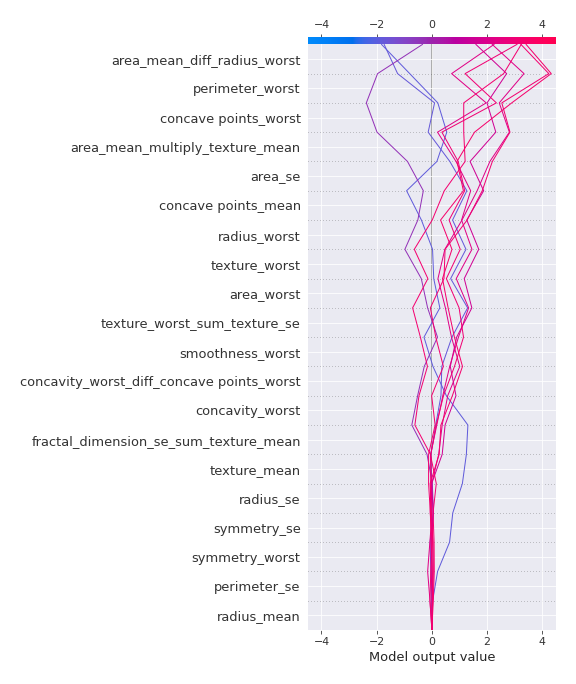 −4 −2 0 2 4
area_mean_diff_radius_worst
perimeter_worst
concave points_worst
area_mean_multiply_texture_mean
area_se
concave points_mean
radius_worst
texture_worst
area_worst
texture_worst_sum_texture_se
smoothness_worst
concavity_worst_diff_concave points_worst
concavity_worst
fractal_dimension_se_sum_texture_mean
texture_mean
radius_se
symmetry_se
symmetry_worst
perimeter_se
radius_mean
−4 −2 0 2 4
Model output value